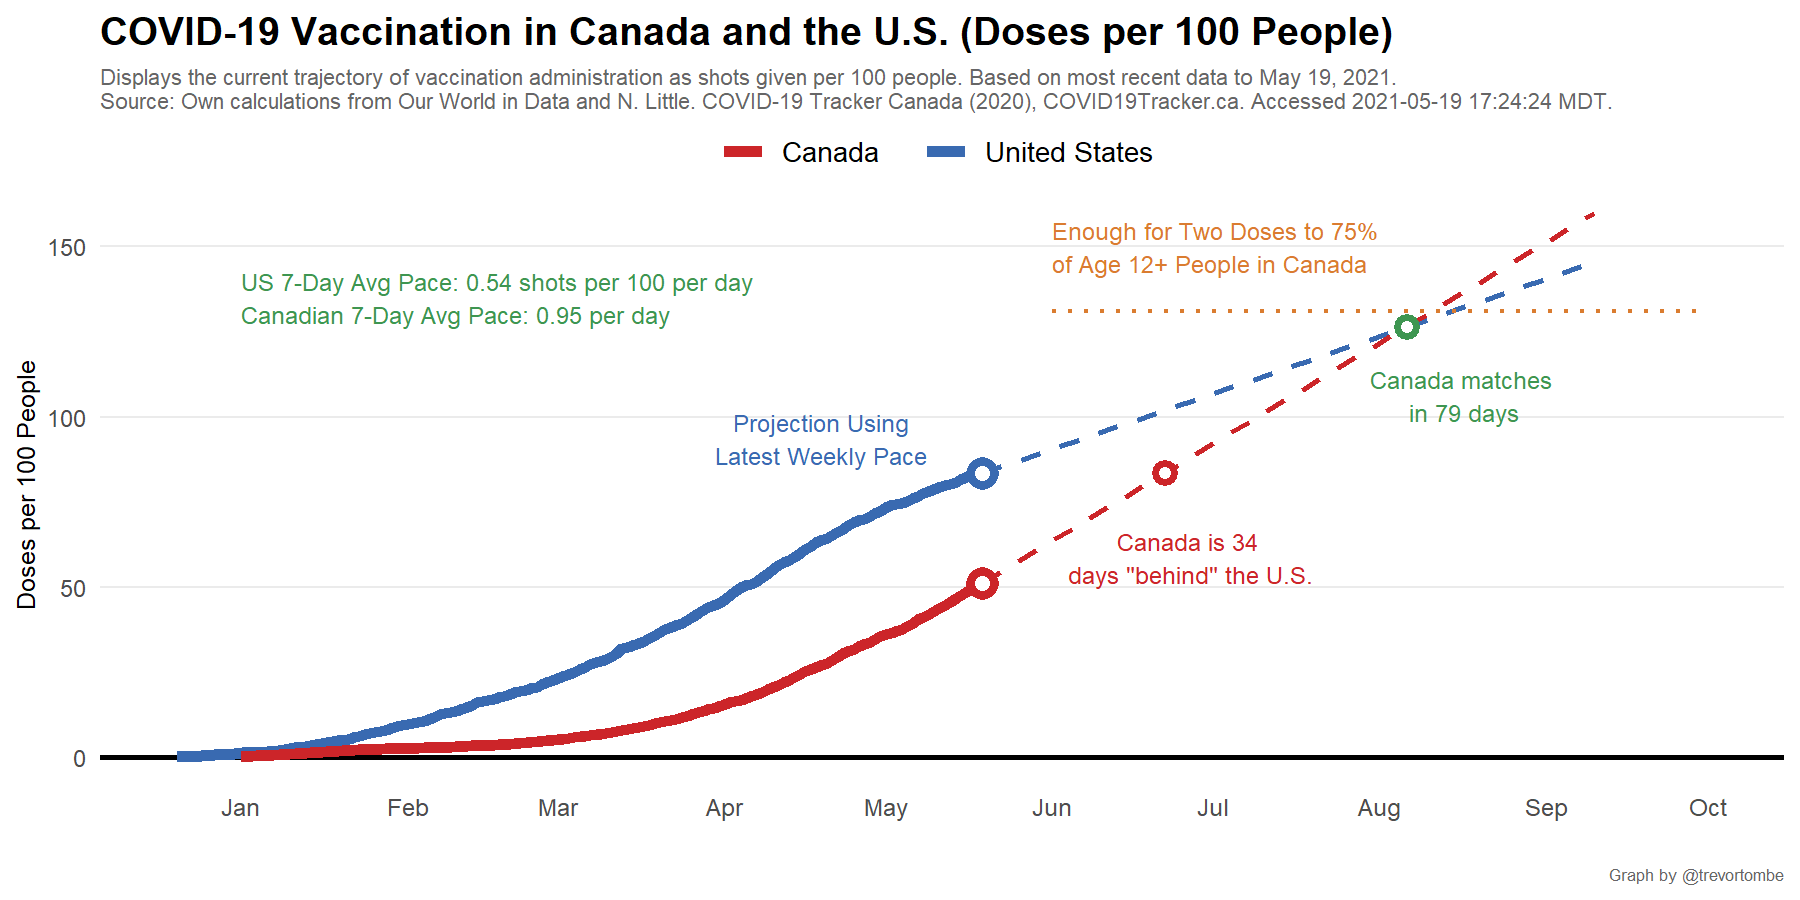 COVID-19 Vaccination in Canada and the U.S. (Doses per 100 People)
Displays the current trajectory of vaccination administration as shots given per 100 people. Based on most recent data to May 19, 2021.
Source: Own calculations from Our World in Data and N. Little. COVID-19 Tracker Canada (2020), COVID19Tracker.ca. Accessed 2021-05-19 17:24:24 MDT.
Canada United States
Enough for Two Doses to 75%
of Age 12+ People in Canada
US 7-Day Avg Pace: 0.54 shots per 100 per day
Canadian 7-Day Avg Pace: 0.95 per day
Canada matches
in 79 days
Projection Using
Latest Weekly Pace
Canada is 34
days "behind" the U.S.
Doses per 100 People
150
100
50
0
Jan Feb Mar Apr May Jun Jul Aug Sep Oct
Graph by @trevortombe